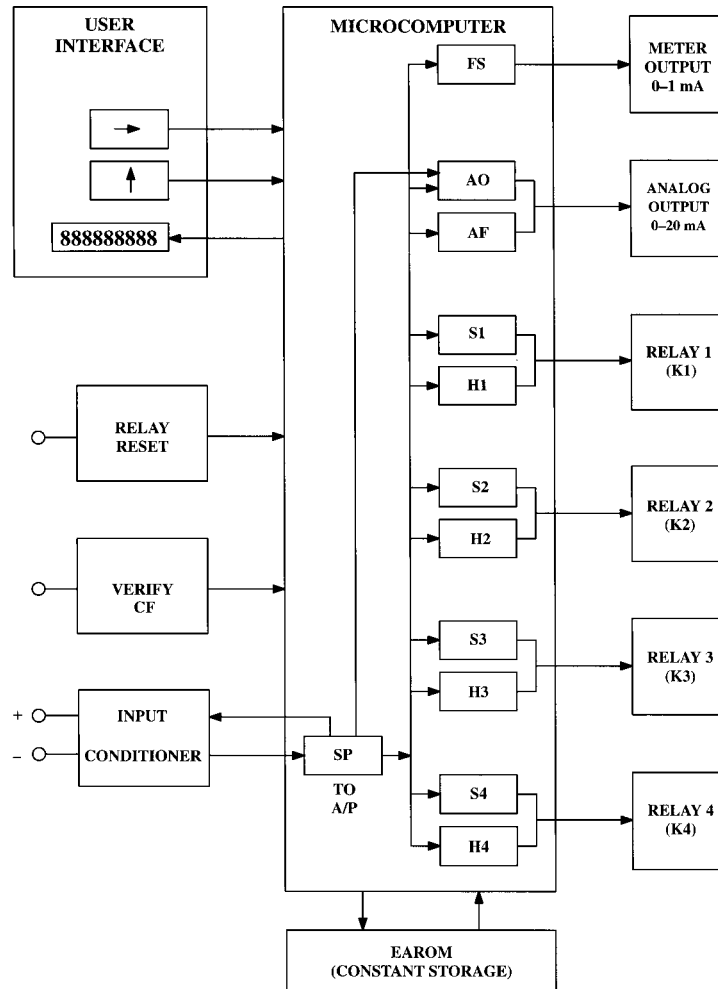 USER
INTERFACE
888888888
MICROCOMPUTER
FS
METER
OUTPUT
0–1 mA
AO
AF
ANALOG
OUTPUT
0–20 mA
S1
H1
RELAY 1
(K1)
RELAY
RESET
S2
H2
RELAY 2
(K2)
VERIFY
CF
S3
H3
RELAY 3
(K3)
+
–
INPUT
CONDITIONER
SP
TO
A/P
S4
H4
RELAY 4
(K4)
EAROM
(CONSTANT STORAGE)